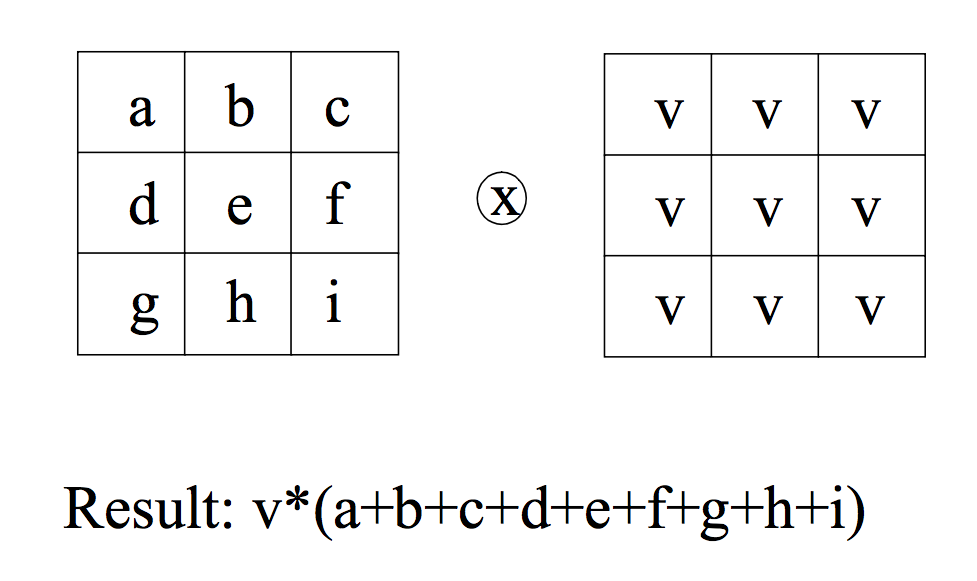 a b c
d e f
g h i
x
v v v
v v v
v v v
Result: v*(a+b+c+d+e+f+g+h+i)